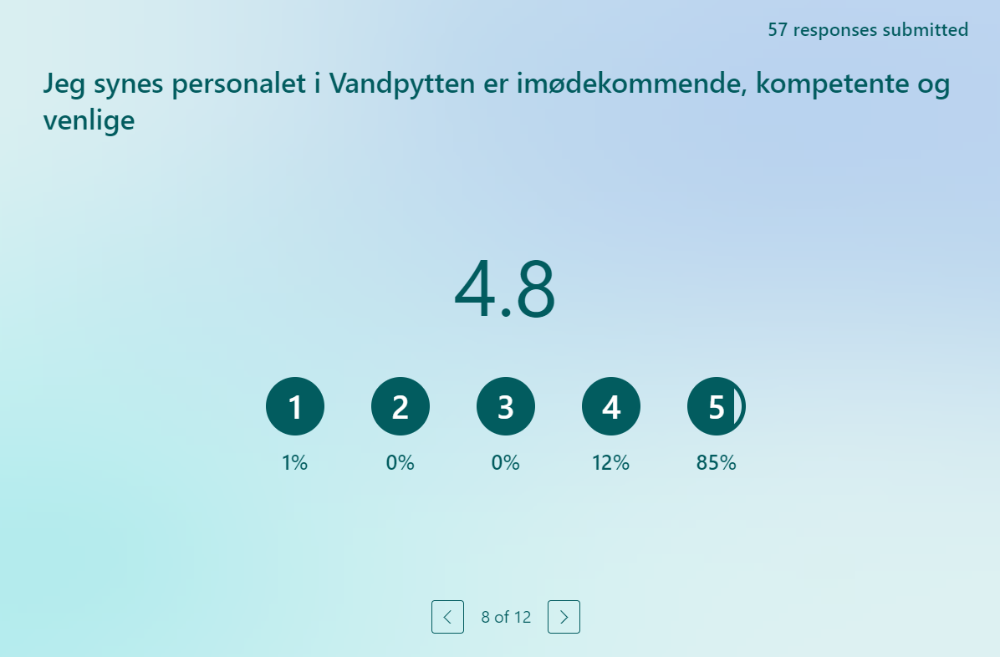 57 responses submitted
Jeg synes personalet i Vandpytten er imødekommende, kompetente og
venlige
4.8
1 2 3 4 5
1% 0% 0% 12% 85%
8 of 12